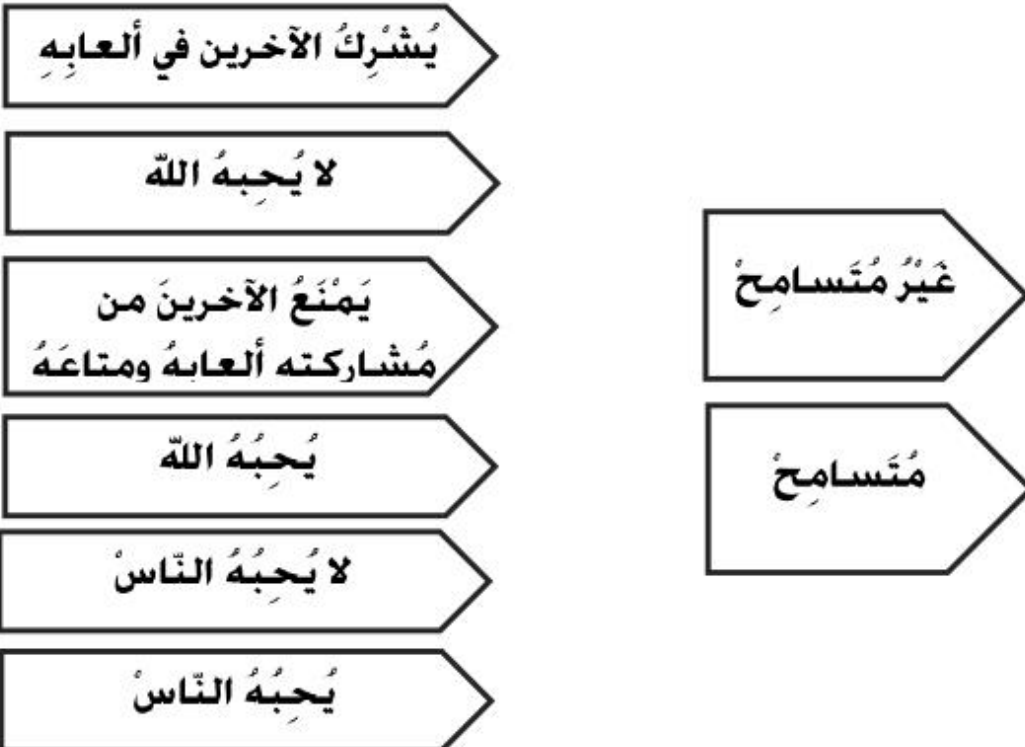 يُشْرِكُ الآخرين في ألعابِهِ
لا يُحِبهُ اللّه
يَمْنَعُ الآخرينَ من
مُشاركته ألعابهُ ومتاعَهُ
يُحِبُهُ اللّه
لا يُحِبُهُ النّاسْ
يُحِبُهُ النّاسْ
غَيْرُ مُتَسامِحْ
مُتَسامِحْ